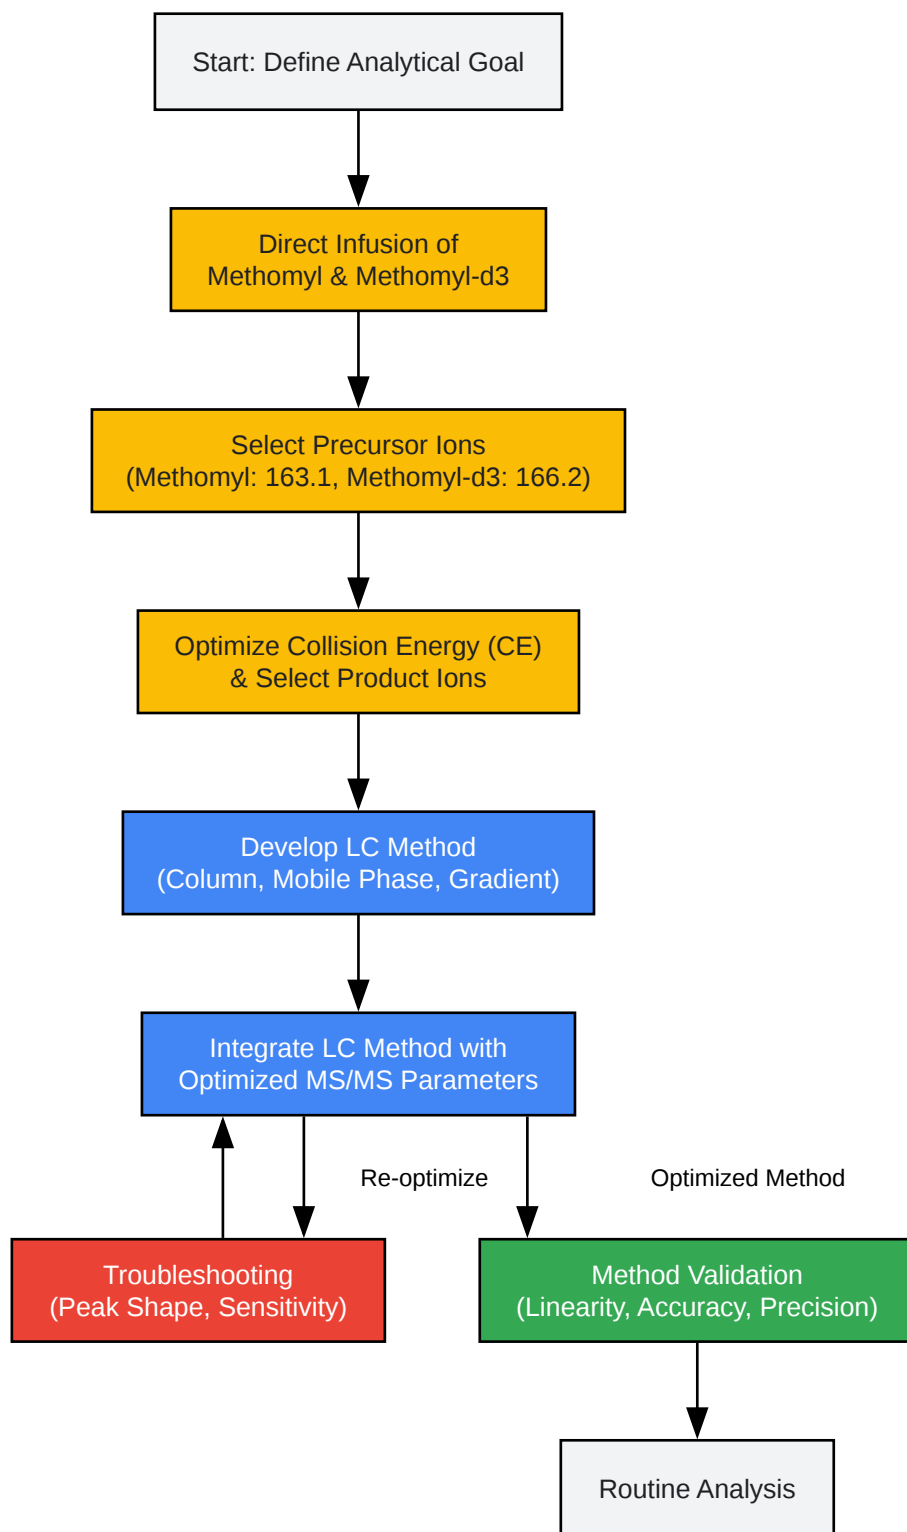 Start: Define Analytical Goal
Direct Infusion of
Methomyl & Methomyl-d3
Select Precursor Ions
(Methomyl: 163.1, Methomyl-d3: 166.2)
Optimize Collision Energy (CE)
& Select Product Ions
Develop LC Method
(Column, Mobile Phase, Gradient)
Integrate LC Method with
Optimized MS/MS Parameters
Re-optimize
Optimized Method
Troubleshooting
(Peak Shape, Sensitivity)
Method Validation
(Linearity, Accuracy, Precision)
Routine Analysis